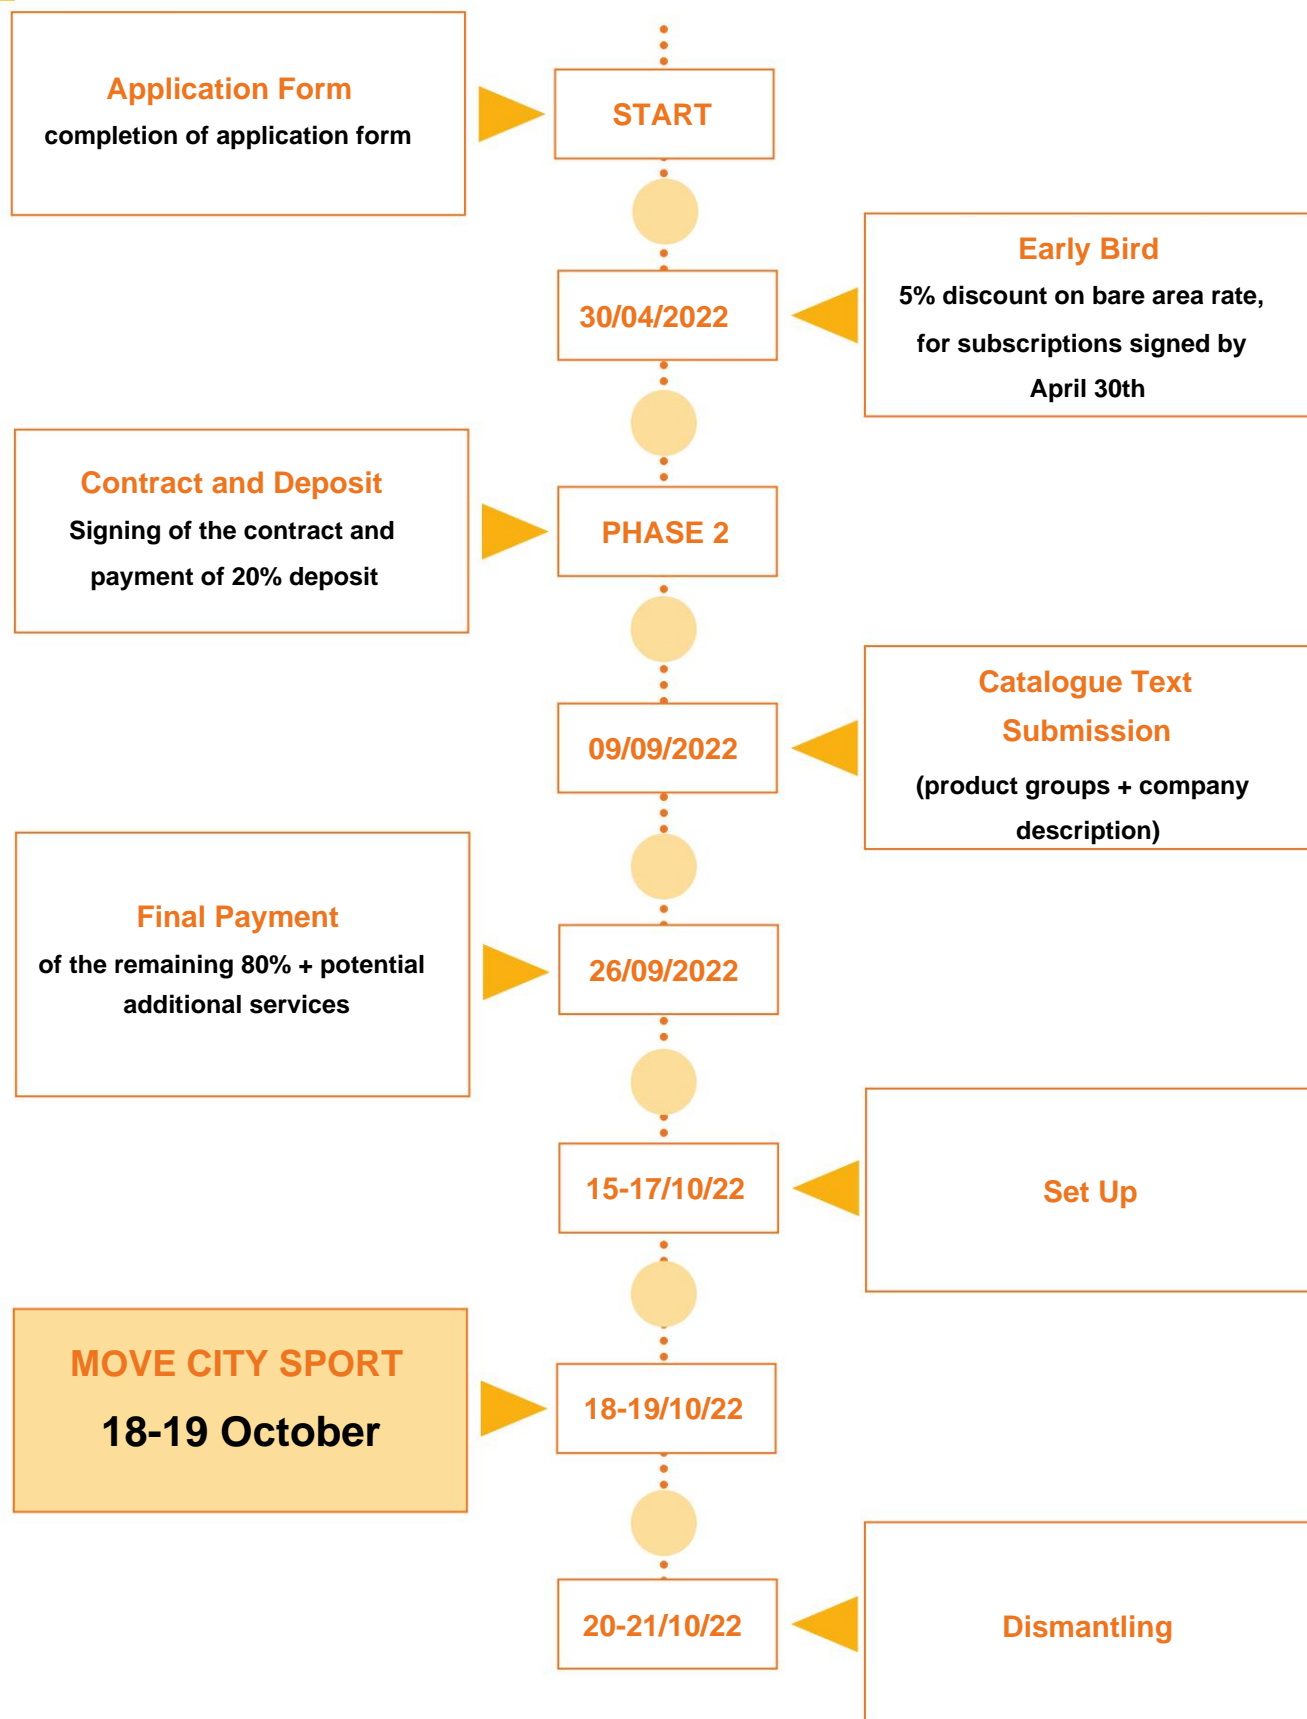 Application Form
completion of application form
START
30/04/2022
Early Bird
5% discount on bare area rate,
for subscriptions signed by
April 30th
Contract and Deposit
Signing of the contract and
payment of 20% deposit
PHASE 2
09/09/2022
Catalogue Text
Submission
(product groups + company
description)
Final Payment
of the remaining 80% + potential
additional services
26/09/2022
15-17/10/22
Set Up
MOVE CITY SPORT
18-19 October
18-19/10/22
20-21/10/22
Dismantling